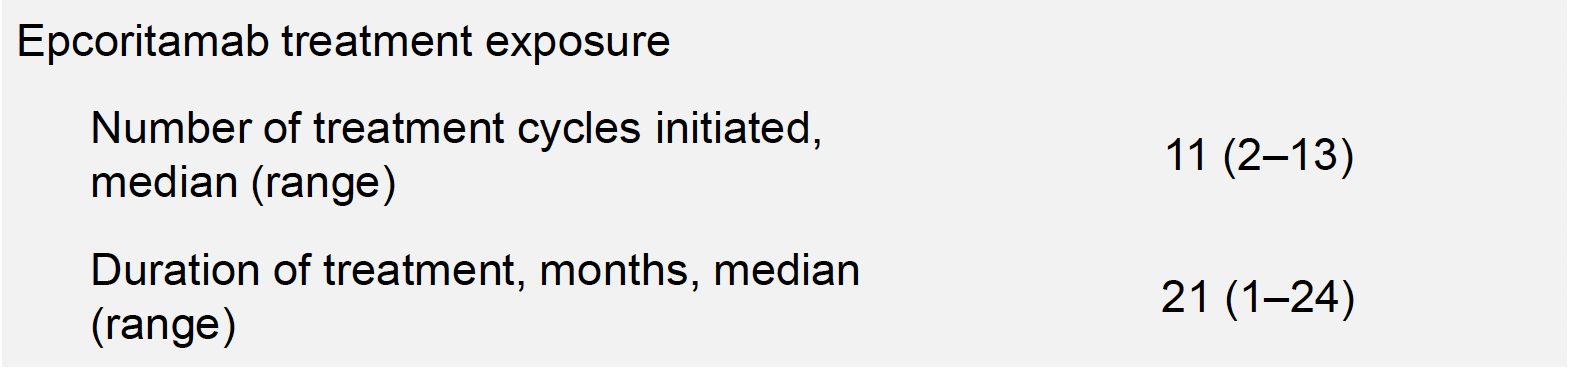 Epcoritamab treatment exposure
Number of treatment cycles initiated,
median (range)
11 (2–13)
Duration of treatment, months, median
(range)
21 (1–24)